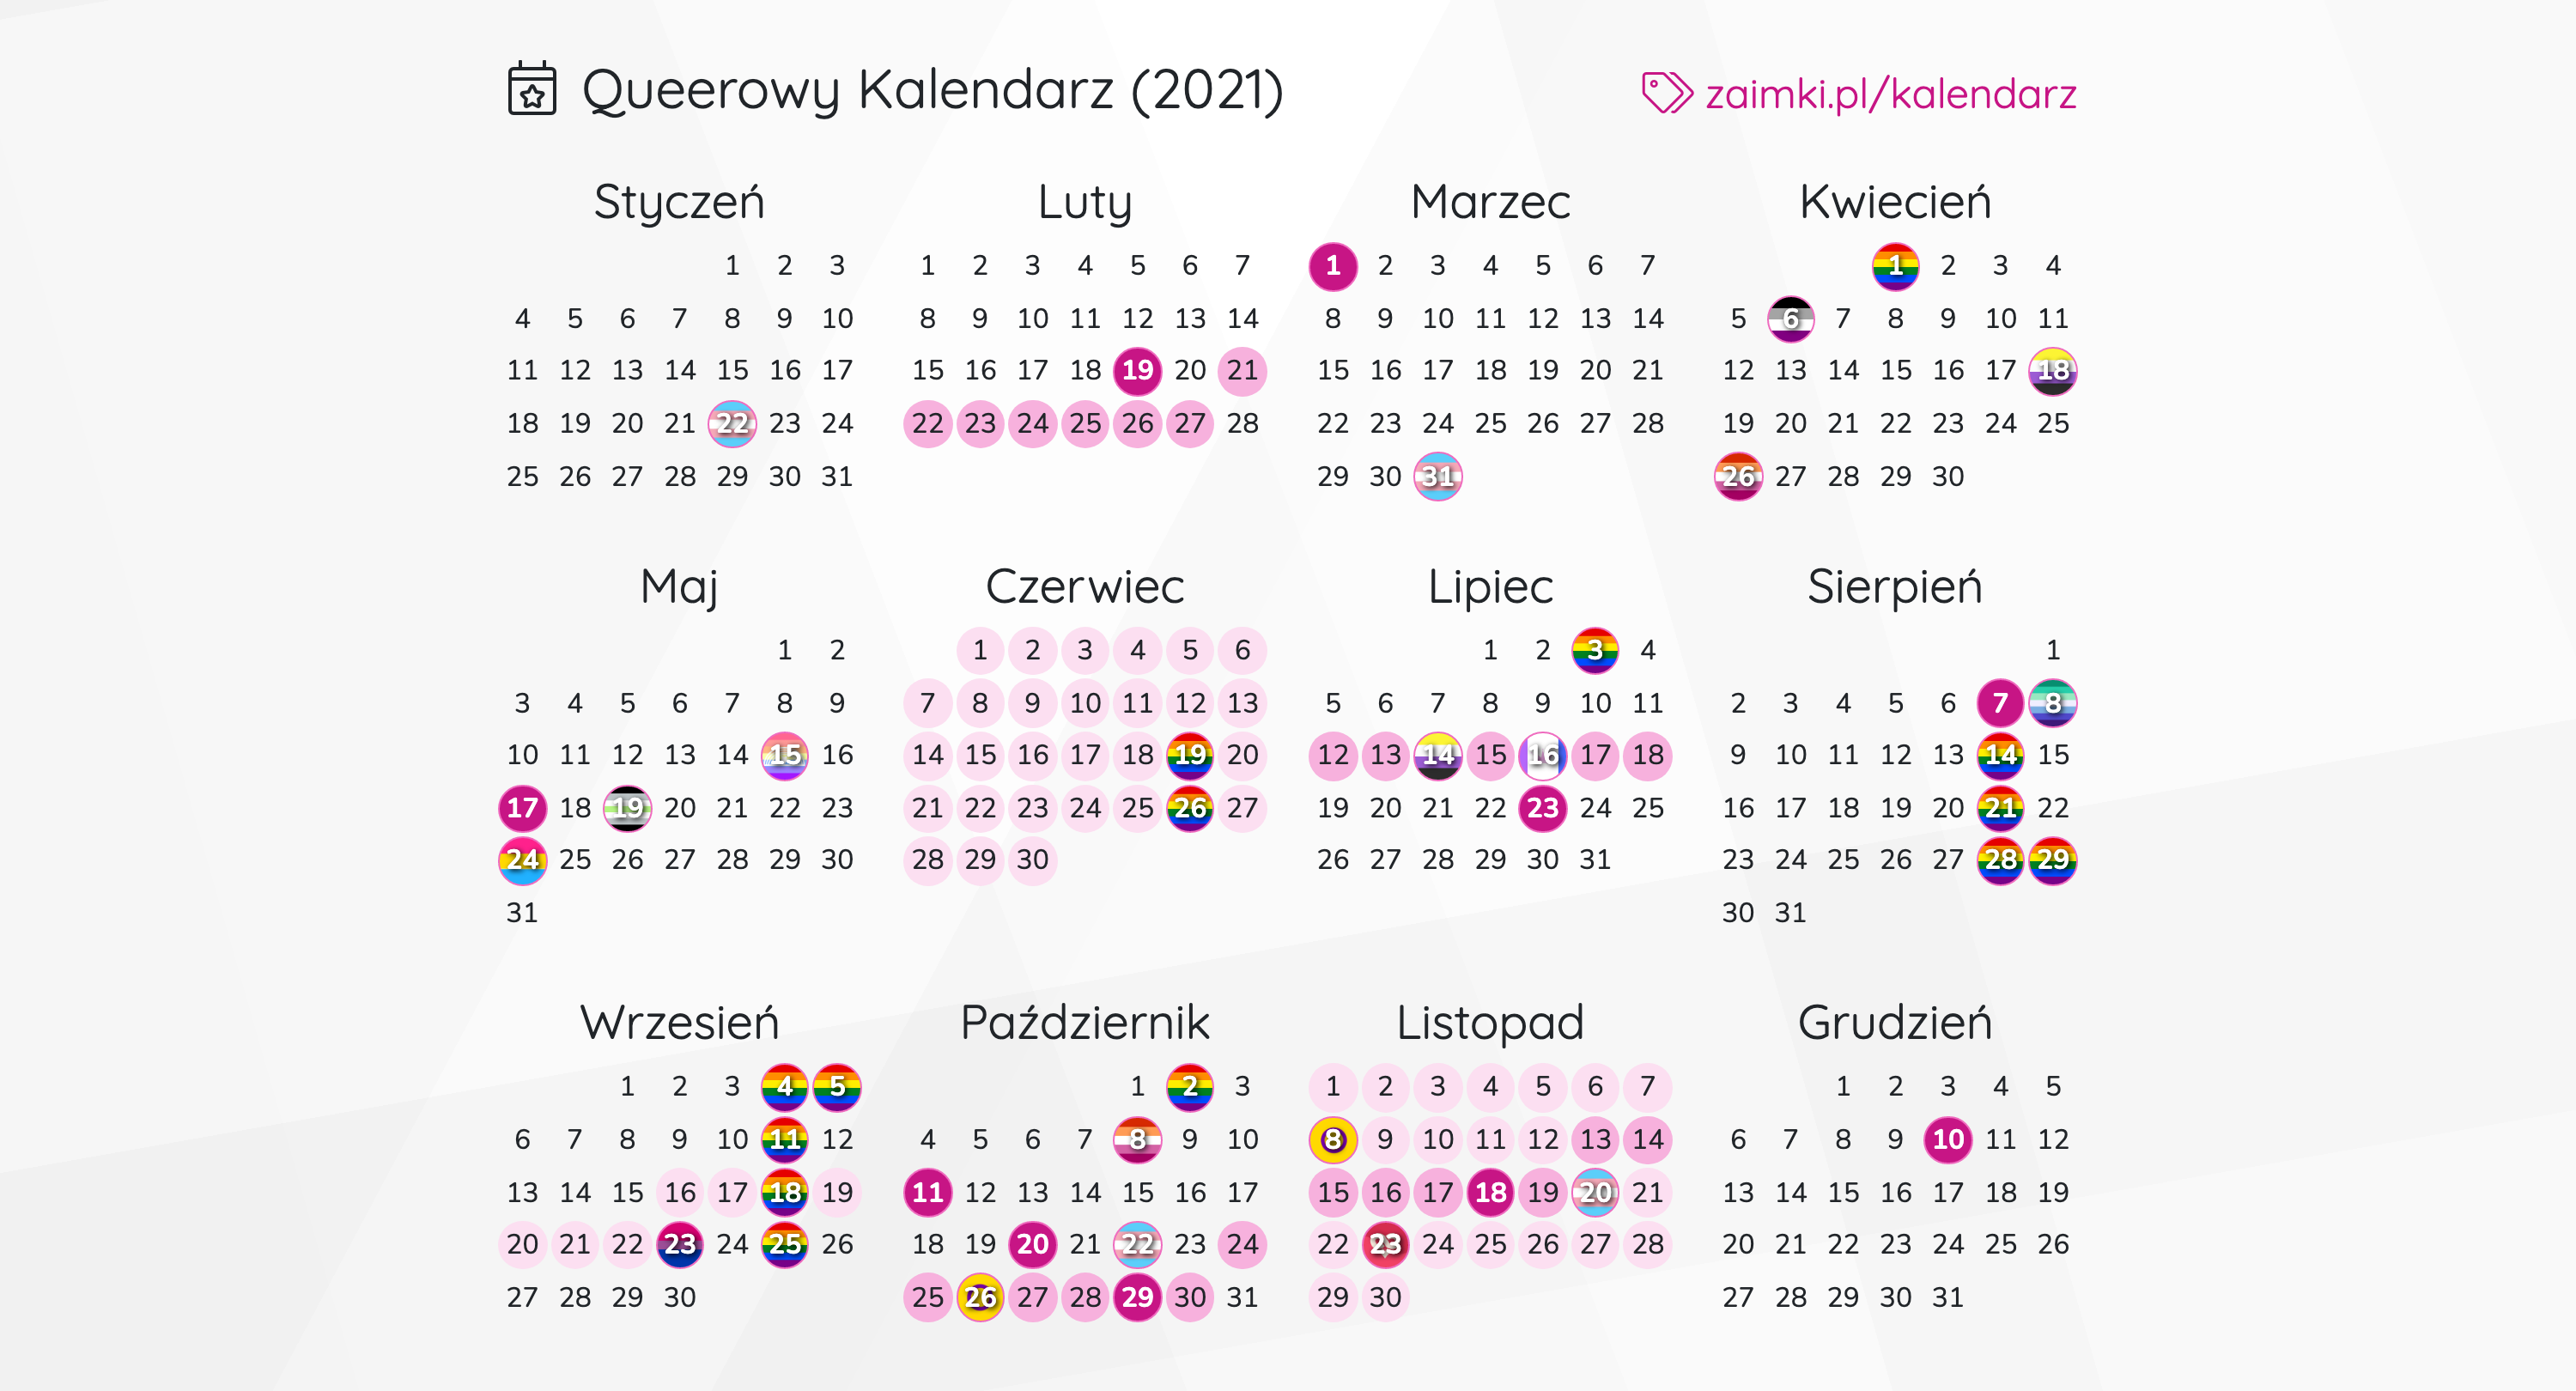 Queerowy Kalendarz (2021)
zaimki.pl/kalendarz
Styczeń
1 2 3
4 5 6 7 8 9 10
11 12 13 14 15 16 17
18 19 20 21 22 23 24
25 26 27 28 29 30 31
Luty
1 2 3 4 5 6 7
8 9 10 11 12 13 14
15 16 17 18 19 20 21
22 23 24 25 26 27 28
Marzec
1 2 3 4 5 6 7
8 9 10 11 12 13 14
15 16 17 18 19 20 21
22 23 24 25 26 27 28
29 30 31
Kwiecień
1 2 3 4
5 6 7 8 9 10 11
12 13 14 15 16 17 18
19 20 21 22 23 24 25
26 27 28 29 30
Maj
1 2
3 4 5 6 7 8 9
10 11 12 13 14 15 16
17 18 19 20 21 22 23
24 25 26 27 28 29 30
31
Czerwiec
1 2 3 4 5 6
7 8 9 10 11 12 13
14 15 16 17 18 19 20
21 22 23 24 25 26 27
28 29 30
Lipiec
1 2 3 4
5 6 7 8 9 10 11
12 13 14 15 16 17 18
19 20 21 22 23 24 25
26 27 28 29 30 31
Sierpień
1
2 3 4 5 6 7 8
9 10 11 12 13 14 15
16 17 18 19 20 21 22
23 24 25 26 27 28 29
30 31
Wrzesień
1 2 3 4 5
6 7 8 9 10 11 12
13 14 15 16 17 18 19
20 21 22 23 24 25 26
27 28 29 30
Październik
1 2 3
4 5 6 7 8 9 10
11 12 13 14 15 16 17
18 19 20 21 22 23 24
25 26 27 28 29 30 31
Listopad
1 2 3 4 5 6 7
8 9 10 11 12 13 14
15 16 17 18 19 20 21
22 23 24 25 26 27 28
29 30
Grudzień
1 2 3 4 5
6 7 8 9 10 11 12
13 14 15 16 17 18 19
20 21 22 23 24 25 26
27 28 29 30 31